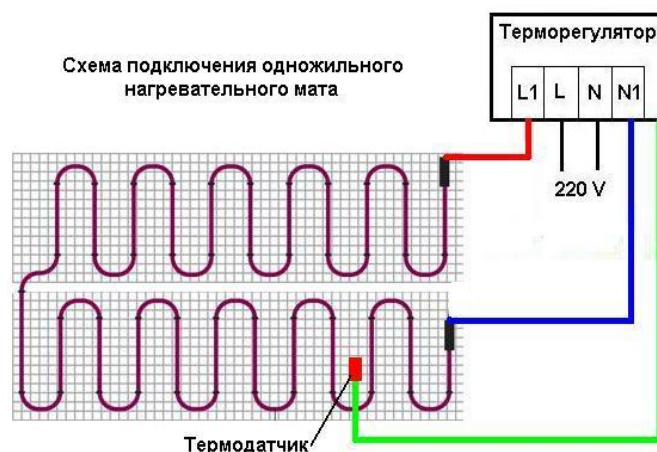 Терморегулятор
Схема подключения одножильного
нагревательного мата
L1 L N N1
220 V
Термодатчик